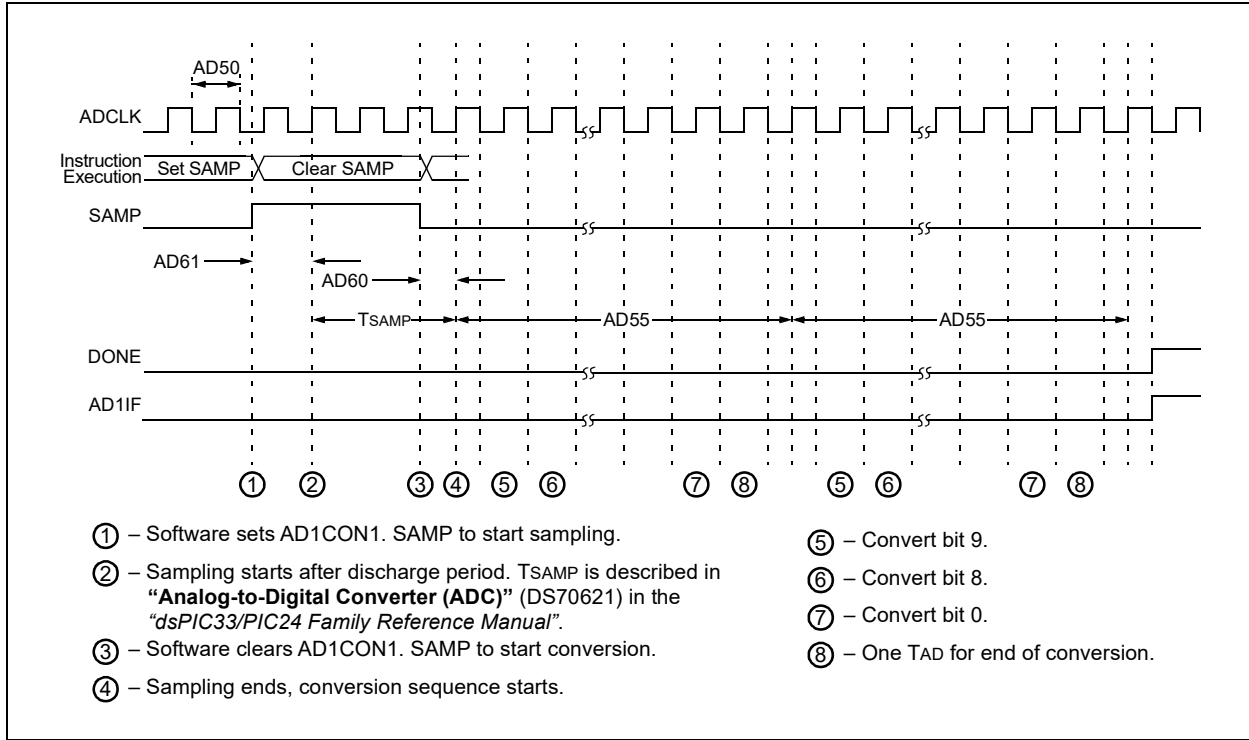 AD50
ADCLK
Instruction
Execution
Set SAMP
Clear SAMP
SAMP
AD61
AD60
TSAMP
AD55
AD55
DONE
AD1IF
1 2 3 4 5 6 7 8 5 6 7 8
1 – Software sets AD1CON1. SAMP to start sampling.
2 – Sampling starts after discharge period. TSAMP is described in
“Analog-to-Digital Converter (ADC)” (DS70621) in the
“dsPIC33/PIC24 Family Reference Manual”.
3 – Software clears AD1CON1. SAMP to start conversion.
4 – Sampling ends, conversion sequence starts.
5 – Convert bit 9.
6 – Convert bit 8.
7 – Convert bit 0.
8 – One TAD for end of conversion.